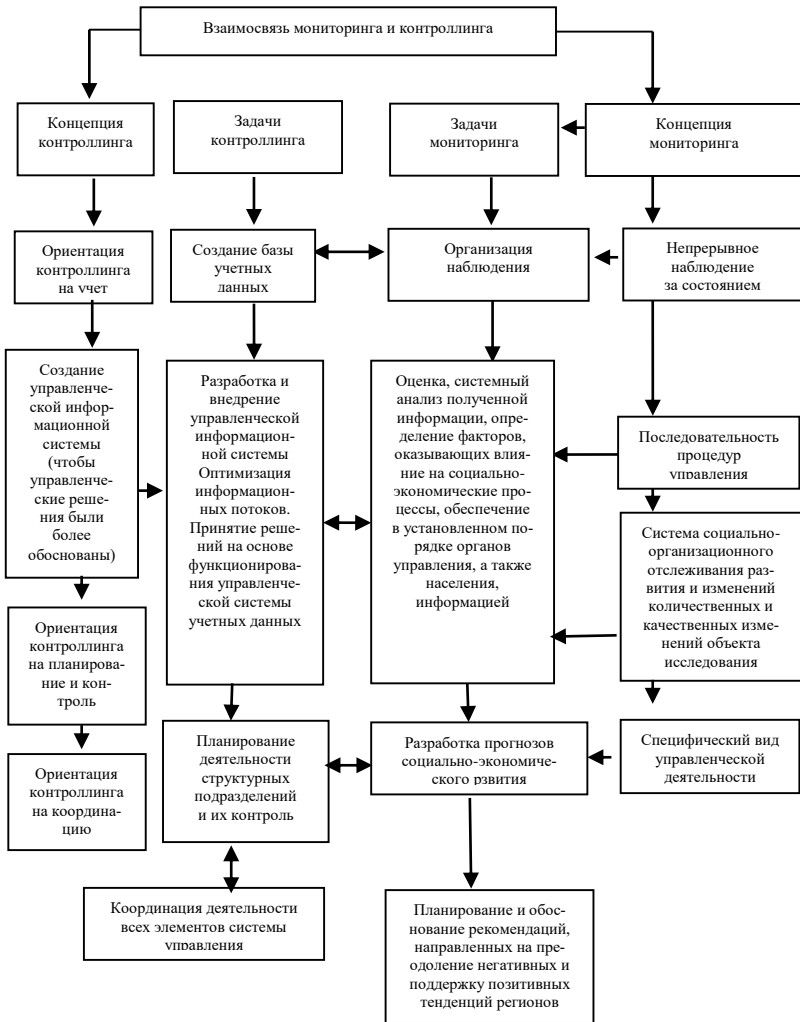 Взаимосвязь мониторинга и контроллинга
Концепция
контроллинга
Задачи
контроллинга
Задачи
мониторинга
Концепция
мониторинга
Ориентация
контроллинга
на учет
Создание базы
учетных
данных
Организация
наблюдения
Непрерывное
наблюдение
за состоянием
Создание
управленче-
ской инфор-
мационной
системы
(чтобы
управленче-
ские реше-
ния были
более
обоснованы)
Разработка и
внедрение
управленческой
информацион-
ной системы
Оптимизация
информацион-
ных потоков.
Принятие реше-
ний на основе
функционирова-
ния управленче-
ской системы
учетных данных
Оценка, системный
анализ полученной
информации, опре-
деление факторов,
оказывающих влия-
ние на социально-
экономические про-
цессы, обеспечение
в установленном по-
рядке органов
управления, а также
населения,
информацией
Последовательность
процедур
управления
Система социально-
организационного
отслеживания раз-
вития и изменений
количественных и
качественных изме-
нений объекта
исследования
Ориентация
контроллинга
на планирова-
ние и кон-
троль
Планирование
деятельности
структурных
подразделений
и их контроль
Разработка прогнозов
социально-экономиче-
ского рзвития
Специфический вид
управленческой
деятельности
Ориентация
контроллинга
на координа-
цию
Координация деятельности
всех элементов системы
управления
Планирование и обос-
нование рекомендаций,
направленных на пре-
одоление негативных и
поддержку позитивных
тенденций регионов